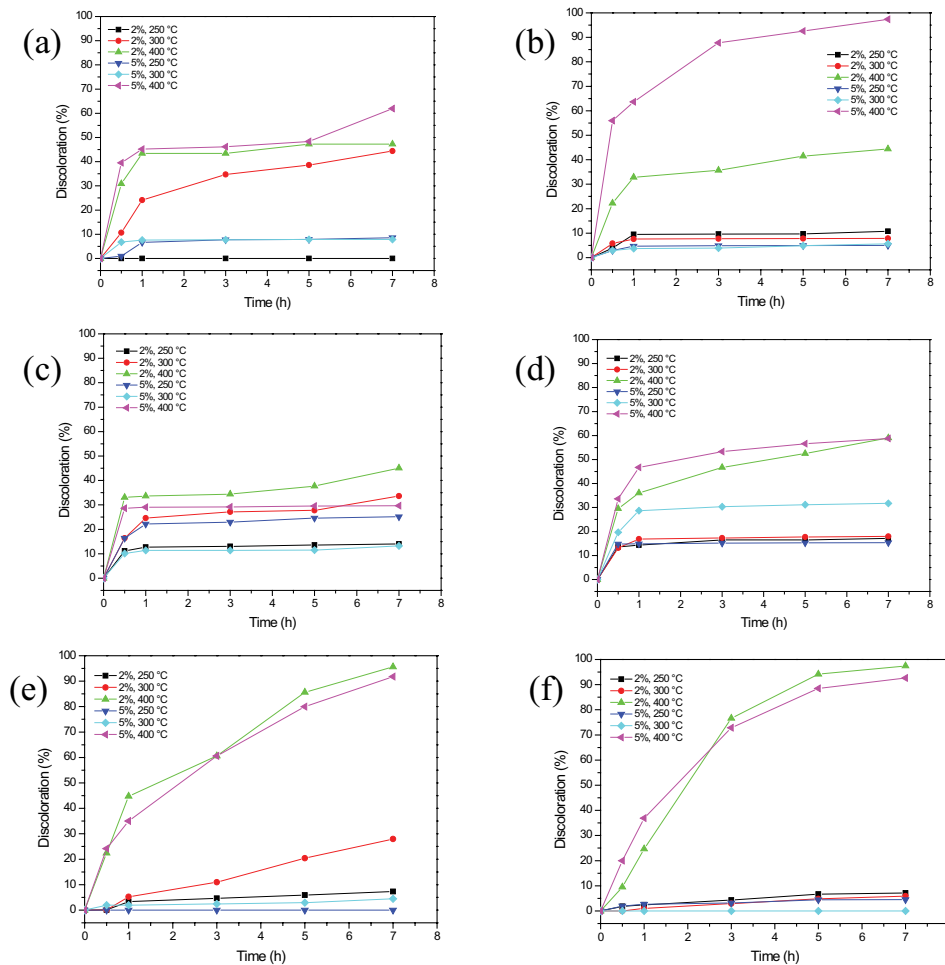 (a)
100
90
80
70
60
50
40
30
20
10
0
Discoloration (%)
2%, 250 °C
2%, 300 °C
2%, 400 °C
5%, 250 °C
5%, 300 °C
5%, 400 °C
0 1 2 3 4 5 6 7 8
Time (h)
(b)
100
90
80
70
60
50
40
30
20
10
0
Discoloration (%)
2%, 250 °C
2%, 300 °C
2%, 400 °C
5%, 250 °C
5%, 300 °C
5%, 400 °C
0 1 2 3 4 5 6 7 8
Time (h)
(c)
100
90
80
70
60
50
40
30
20
10
0
Discoloration (%)
2%, 250 °C
2%, 300 °C
2%, 400 °C
5%, 250 °C
5%, 300 °C
5%, 400 °C
0 1 2 3 4 5 6 7 8
Time (h)
(d)
100
90
80
70
60
50
40
30
20
10
0
Discoloration (%)
2%, 250 °C
2%, 300 °C
2%, 400 °C
5%, 250 °C
5%, 300 °C
5%, 400 °C
0 1 2 3 4 5 6 7 8
Time (h)
(e)
100
90
80
70
60
50
40
30
20
10
0
Discoloration (%)
2%, 250 °C
2%, 300 °C
2%, 400 °C
5%, 250 °C
5%, 300 °C
5%, 400 °C
0 1 2 3 4 5 6 7 8
Time (h)
(f)
100
90
80
70
60
50
40
30
20
10
0
Discoloration (%)
2%, 250 °C
2%, 300 °C
2%, 400 °C
5%, 250 °C
5%, 300 °C
5%, 400 °C
0 1 2 3 4 5 6 7
Time (h)